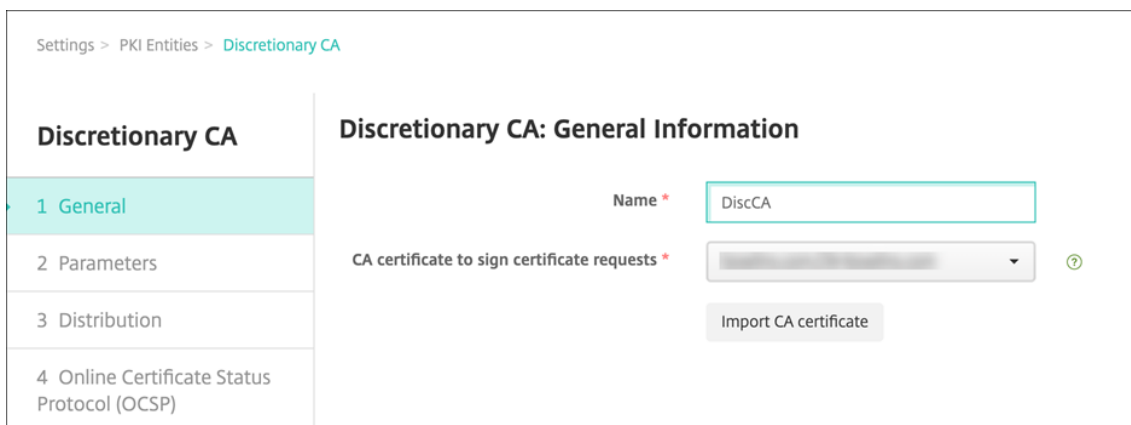 Settings > PKI Entities > Discretionary CA
Discretionary CA
Discretionary CA: General Information
1 General
2 Parameters
3 Distribution
4 Online Certificate Status
Protocol (OCSP)
Name *
DiscCA
CA certificate to sign certificate requests *
?
Import CA certificate